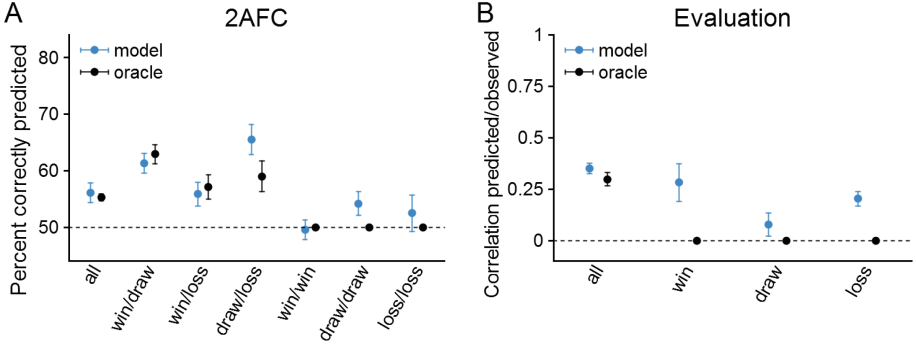 A
2AFC
Percent correctly predicted
80
70
60
50
model
oracle
all
win/draw
win/loss
draw/loss
win/win
draw/draw
loss/loss
B
Evaluation
Correlation predicted/observed
1
0.75
0.5
0.25
0
model
oracle
all
win
draw
loss